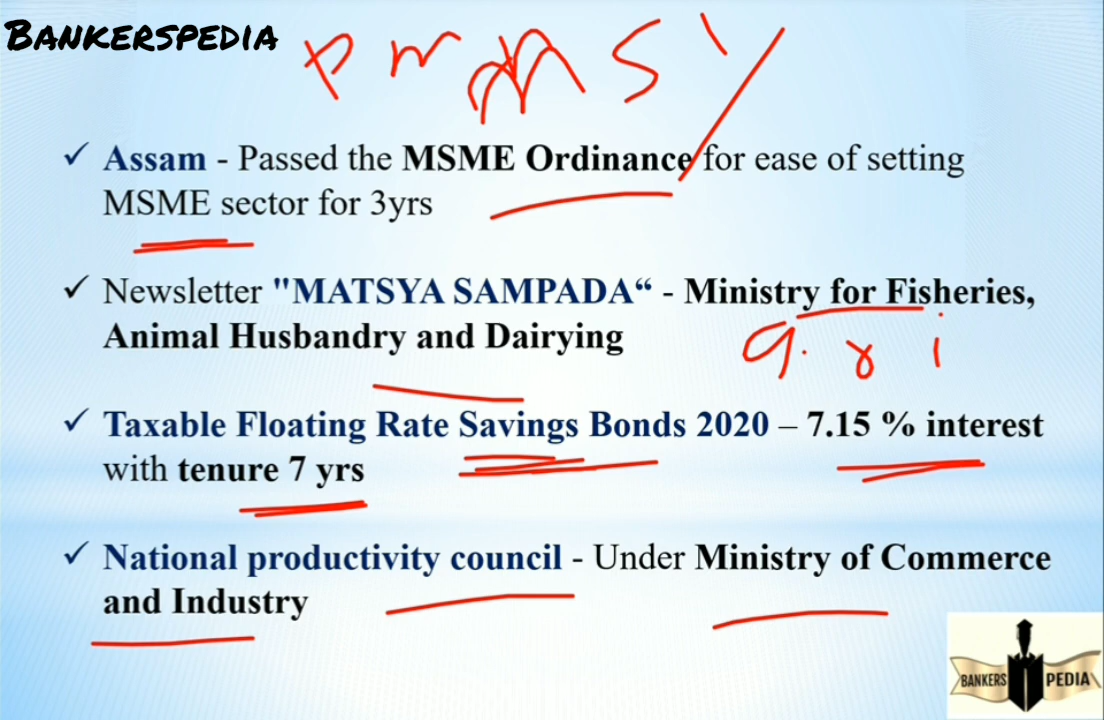 BANKERSPEDIA
PMMSY
✓ Assam - Passed the MSME Ordinance for ease of setting
MSME sector for 3yrs
✓ Newsletter "MATSYA SAMPADA“ - Ministry for Fisheries,
Animal Husbandry and Dairying
✓ Taxable Floating Rate Savings Bonds 2020 – 7.15 % interest
with tenure 7 yrs
✓ National productivity council - Under Ministry of Commerce
and Industry
BANKERS PEDIA